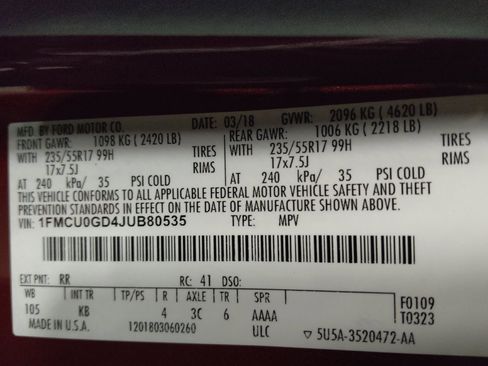 MFD. BY FORD MOTOR CO. DATE: 03/18 GVWR: 2096 KG (4620 LB)
FRONT GAWR: 1098 KG (2420 LB) REAR GAWR: 1006 KG (2218 LB)
WITH 235/55R17 99H TIRES WITH 235/55R17 99H TIRES
17x7.5J RIMS 17x7.5J RIMS
AT 240 kPa/ 35 PSI COLD AT 240 kPa/ 35 PSI COLD
THIS VEHICLE CONFORMS TO ALL APPLICABLE FEDERAL MOTOR VEHICLE SAFETY AND THEFT
PREVENTION STANDARDS IN EFFECT ON THE DATE OF MANUFACTURE SHOWN ABOVE.
VIN: 1FMCU0GD4JUB80535 TYPE: MPV
EXT PNT: RR RC: 41 DSO:
WB INT TR TP/PS R AXLE TR SPR F0109
105 KB 4 3C 6 AAAA T0323
MADE IN U.S.A. 1201803060260 ULC ▽ 5U5A-3520472-AA